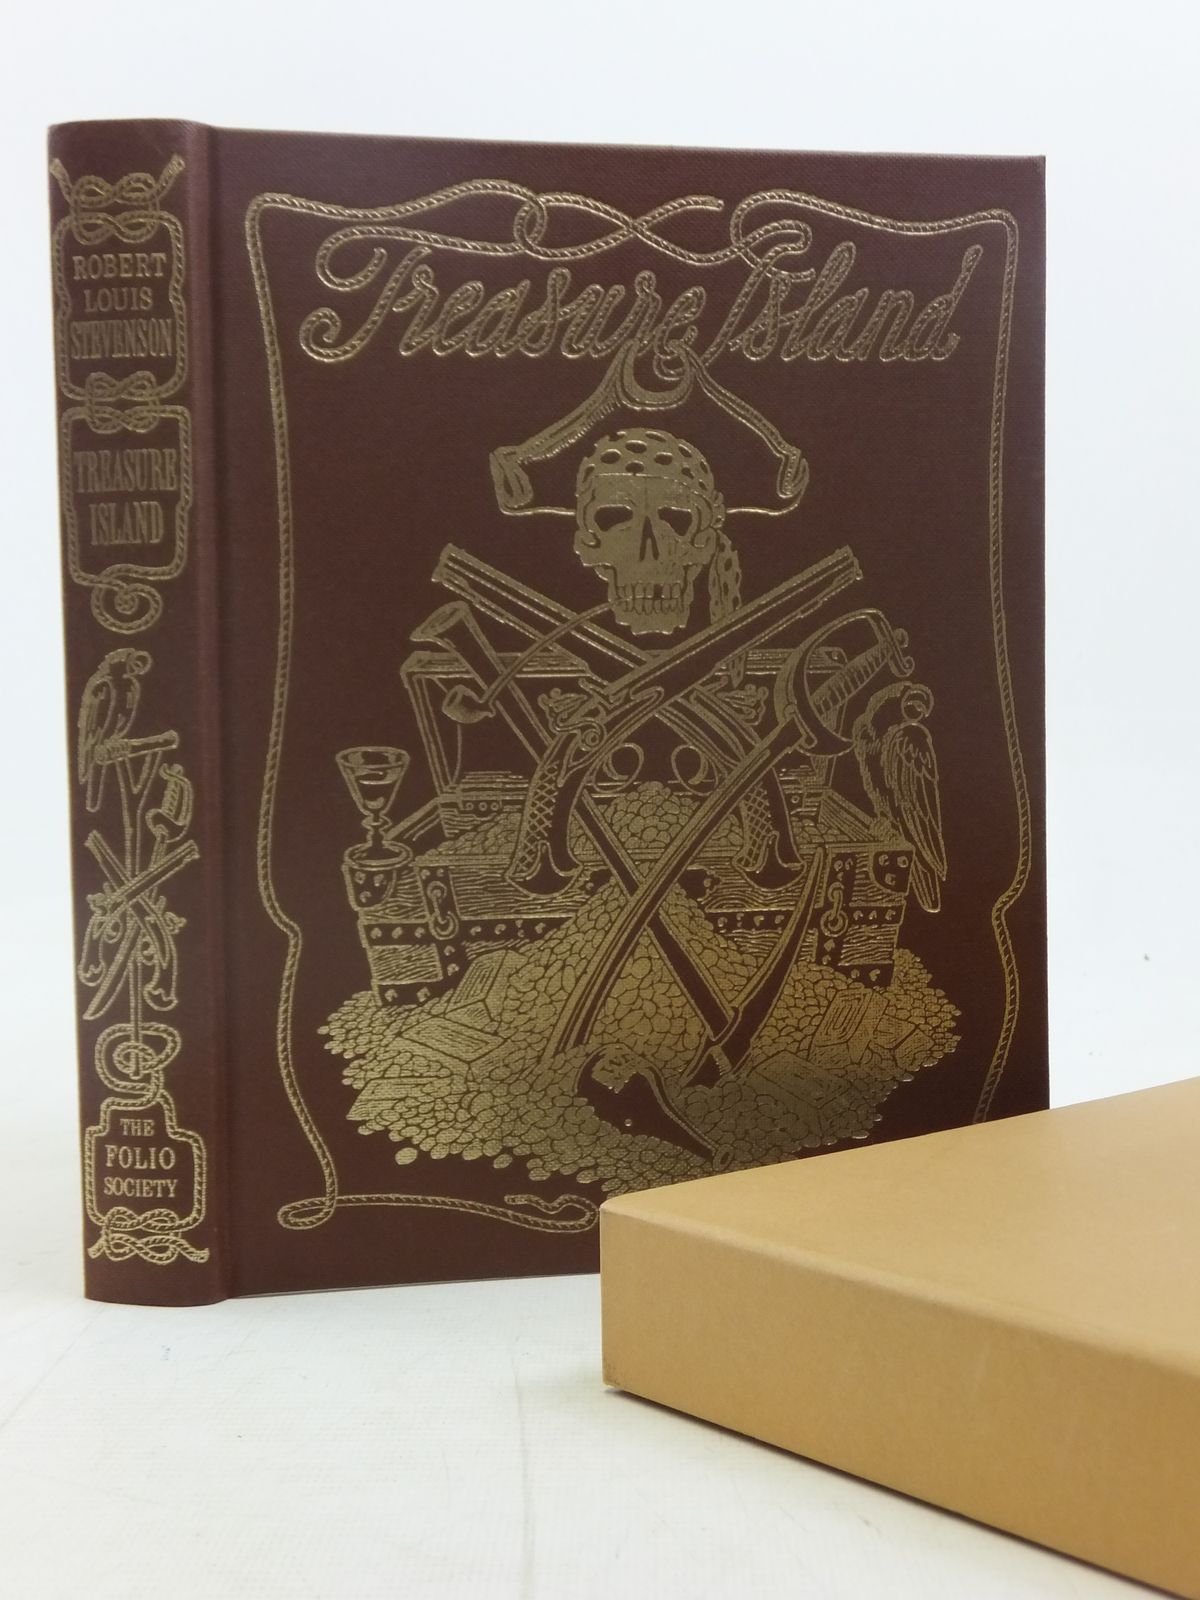 ROBERT
LOUIS
STEVENSON
TREASURE
ISLAND
THE
FOLIO
SOCIETY
Treasure Island